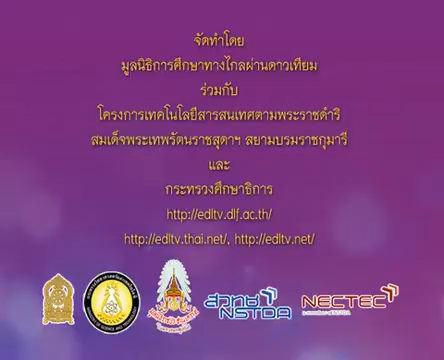 จัดทำโดย
มูลนิธิการศึกษาทางไกลผ่านดาวเทียม
ร่วมกับ
โครงการเทคโนโลยีสารสนเทศตามพระราชดำริ
สมเด็จพระเทพรัตนราชสุดาฯ สยามบรมราชกุมารี
และ
กระทรวงศึกษาธิการ
http://edltv.dlf.ac.th/
http://edltv.thai.net/, http://edltv.net/
สวทช NECTEC
NSTDA a member of NSTDA